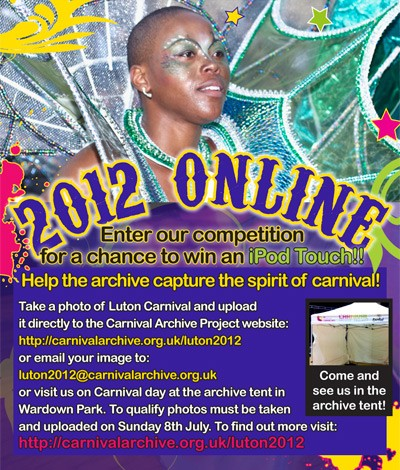 2012 ONLINE
Enter our competition
for a chance to win an iPod Touch!!
Help the archive capture the spirit of carnival!
Take a photo of Luton Carnival and upload
it directly to the Carnival Archive Project website:
http://carnivalarchive.org.uk/luton2012
or email your image to:
luton2012@carnivalarchive.org.uk
or visit us on Carnival day at the archive tent in
Wardown Park. To qualify photos must be taken
and uploaded on Sunday 8th July. To find out more visit:
http://carnivalarchive.org.uk/luton2012
Come and
see us in the
archive tent!